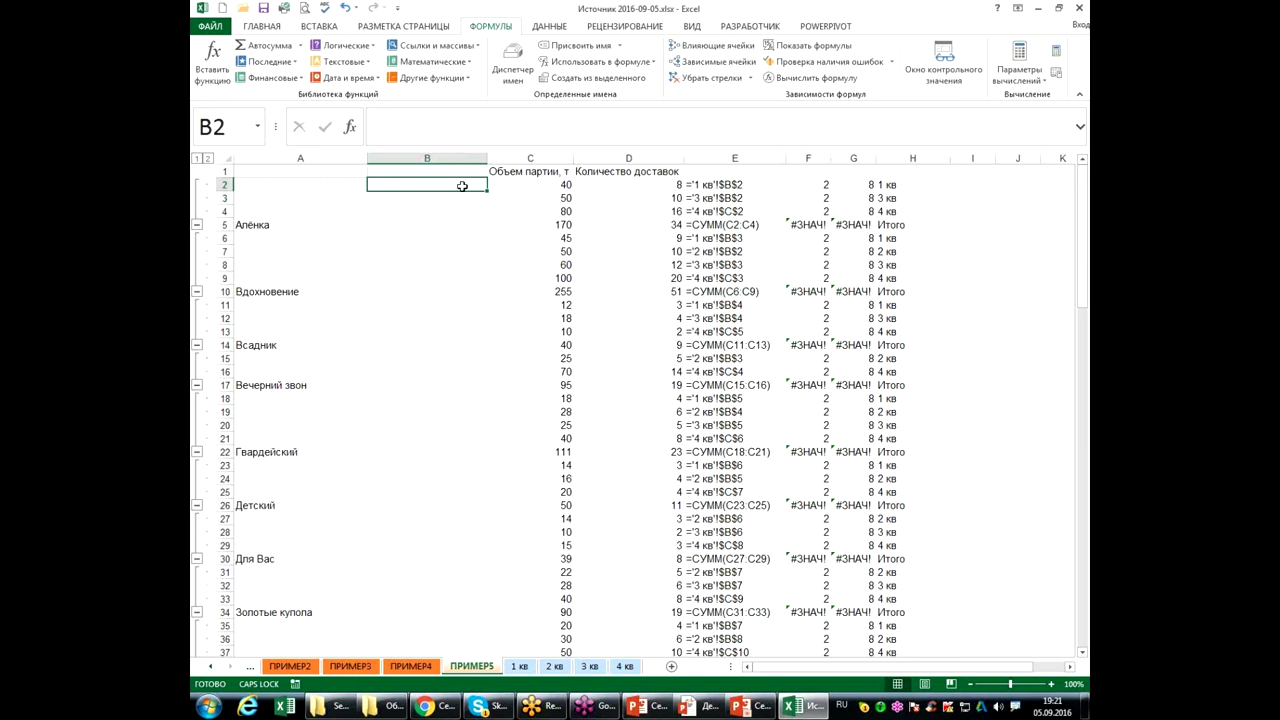 Источник 2016-09-05.xlsx - Excel
ФАЙЛ ГЛАВНАЯ ВСТАВКА РАЗМЕТКА СТРАНИЦЫ ФОРМУЛЫ ДАННЫЕ РЕЦЕНЗИРОВАНИЕ ВИД РАЗРАБОТЧИК POWERPIVOT Вход
Вставить функцию
Автосумма Логические Ссылки и массивы
Последние Текстовые Математические
Финансовые Дата и время Другие функции
Библиотека функций
Диспетчер имен
Присвоить имя
Использовать в формуле
Создать из выделенного
Определенные имена
Влияющие ячейки Показать формулы
Зависимые ячейки Проверка наличия ошибок
Убрать стрелки Вычислить формулу
Зависимости формул
Окно контрольного значения
Параметры вычислений
Вычисление
B2 fx
1 2 A B C D E F G H I J K
1 Объем партии, т Количество доставок
2 40 8 ='1 кв'!$B$2 2 8 1 кв
3 50 10 ='3 кв'!$B$2 2 8 3 кв
4 80 16 ='4 кв'!$C$2 2 8 4 кв
5 Алёнка 170 34 =СУММ(C2:C4) #ЗНАЧ! #ЗНАЧ! Итого
6 45 9 ='1 кв'!$B$3 2 8 1 кв
7 50 10 ='2 кв'!$B$2 2 8 2 кв
8 60 12 ='3 кв'!$B$3 2 8 3 кв
9 100 20 ='4 кв'!$C$3 2 8 4 кв
10 Вдохновение 255 51 =СУММ(C6:C9) #ЗНАЧ! #ЗНАЧ! Итого
11 12 3 ='1 кв'!$B$4 2 8 1 кв
12 18 4 ='3 кв'!$B$4 2 8 3 кв
13 10 2 ='4 кв'!$C$5 2 8 4 кв
14 Всадник 40 9 =СУММ(C11:C13) #ЗНАЧ! #ЗНАЧ! Итого
15 25 5 ='2 кв'!$B$3 2 8 2 кв
16 70 14 ='4 кв'!$C$4 2 8 4 кв
17 Вечерний звон 95 19 =СУММ(C15:C16) #ЗНАЧ! #ЗНАЧ! Итого
18 18 4 ='1 кв'!$B$5 2 8 1 кв
19 28 6 ='2 кв'!$B$4 2 8 2 кв
20 25 5 ='3 кв'!$B$5 2 8 3 кв
21 40 8 ='4 кв'!$C$6 2 8 4 кв
22 Гвардейский 111 23 =СУММ(C18:C21) #ЗНАЧ! #ЗНАЧ! Итого
23 14 3 ='1 кв'!$B$6 2 8 1 кв
24 16 4 ='2 кв'!$B$5 2 8 2 кв
25 20 4 ='4 кв'!$C$7 2 8 4 кв
26 Детский 50 11 =СУММ(C23:C25) #ЗНАЧ! #ЗНАЧ! Итого
27 14 3 ='2 кв'!$B$6 2 8 2 кв
28 10 2 ='3 кв'!$B$6 2 8 3 кв
29 15 3 ='4 кв'!$C$8 2 8 4 кв
30 Для Вас 39 8 =СУММ(C27:C29) #ЗНАЧ! #ЗНАЧ! Итого
31 22 5 ='2 кв'!$B$7 2 8 2 кв
32 28 6 ='3 кв'!$B$7 2 8 3 кв
33 40 8 ='4 кв'!$C$9 2 8 4 кв
34 Золотые купола 90 19 =СУММ(C31:C33) #ЗНАЧ! #ЗНАЧ! Итого
35 20 4 ='1 кв'!$B$7 2 8 1 кв
36 30 6 ='2 кв'!$B$8 2 8 2 кв
37 50 10 ='4 кв'!$C$10 2 8 4 кв
... ПРИМЕР2 ПРИМЕР3 ПРИМЕР4 ПРИМЕР5 1 кв 2 кв 3 кв 4 кв
ГОТОВО CAPS LOCK 100%
Se... Об... Се... Sk... Re... Go... Се... Де... Се... Ис... RU 19:21
05.09.2016